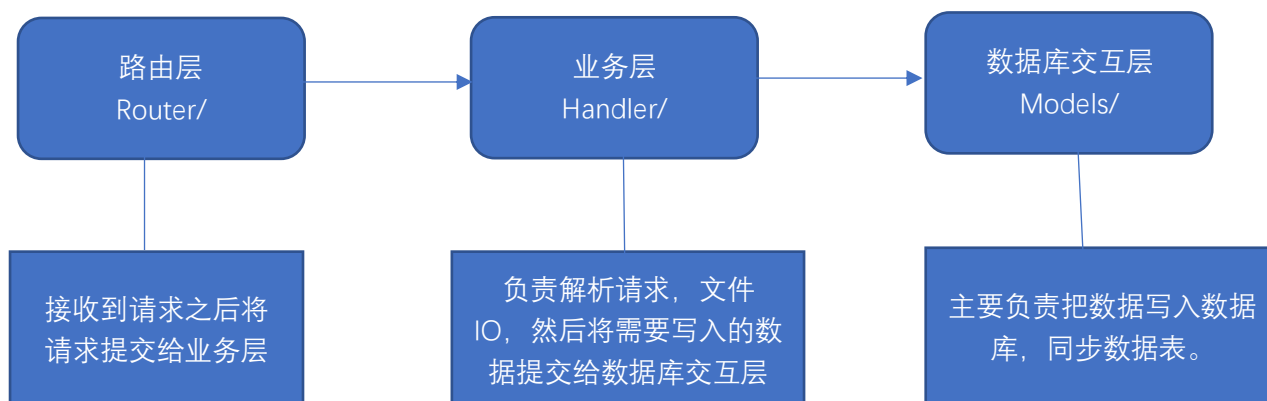 路由层
Router/
业务层
Handler/
数据库交互层
Models/
接收到请求之后将
请求提交给业务层
负责解析请求，文件
IO，然后将需要写入的数
据提交给数据库交互层
主要负责把数据写入数据
库，同步数据表。